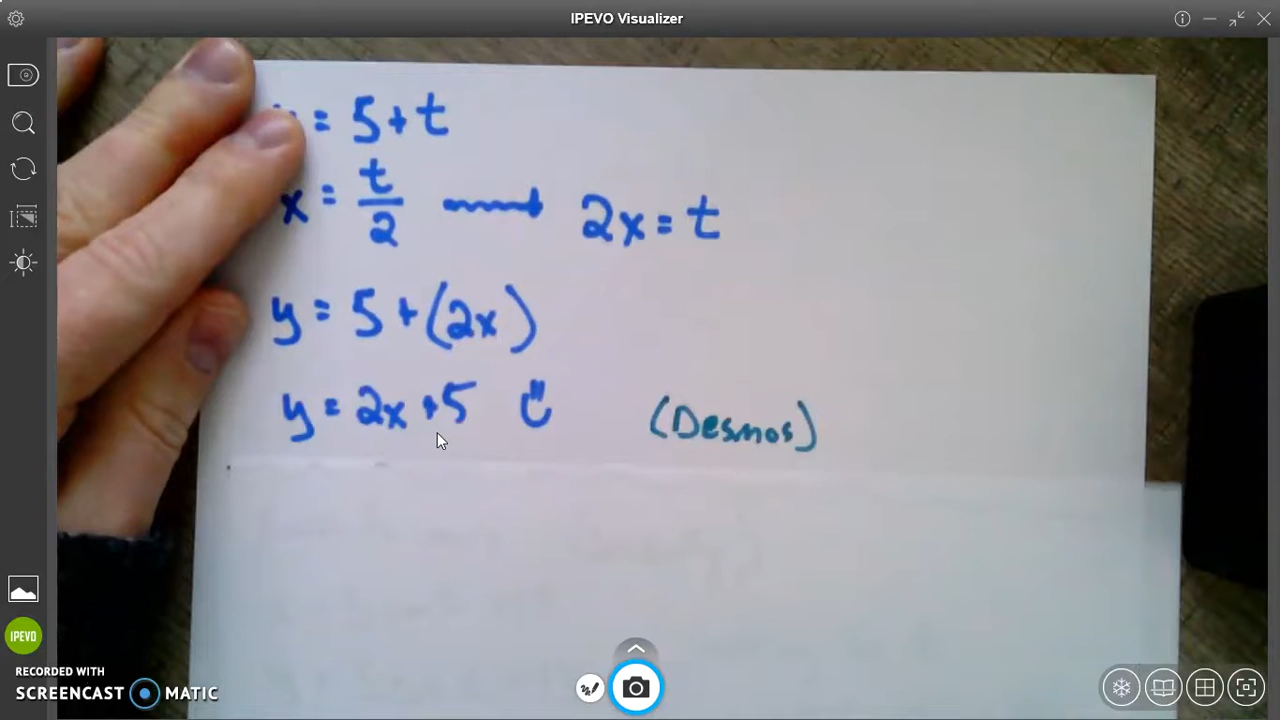 IPEVO Visualizer
= 5 + t
x = t/2 → 2x = t
y = 5 + (2x)
y = 2x + 5 (Desmos)
IPEVO
RECORDED WITH
SCREENCAST MATIC